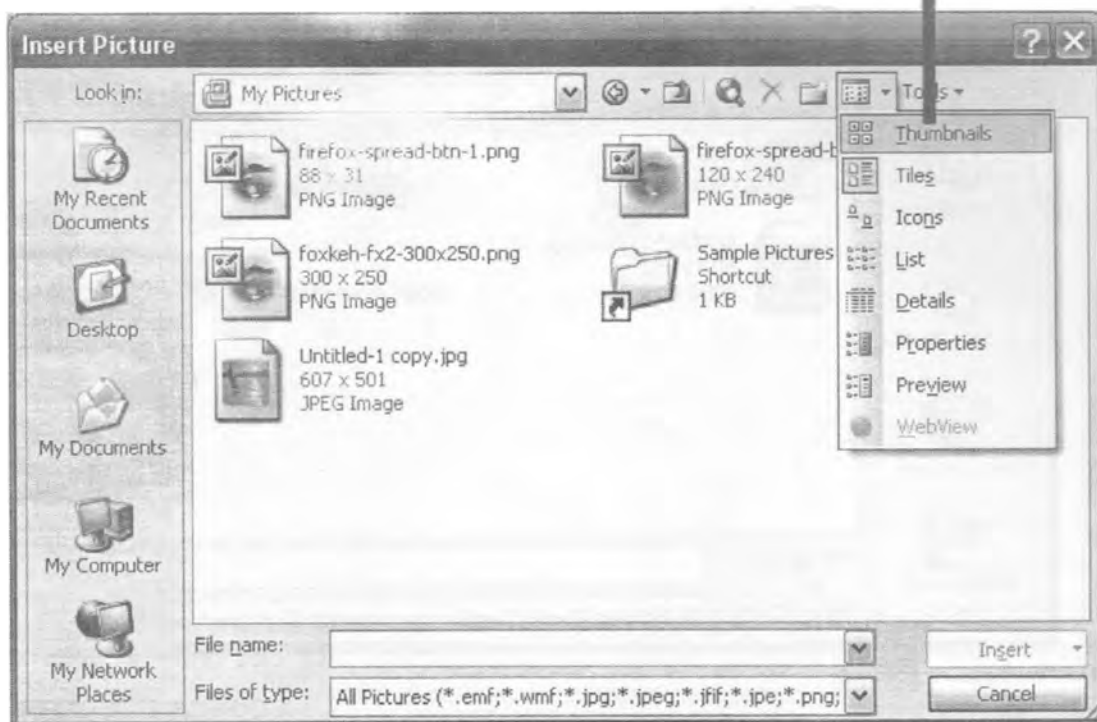 Insert Picture
Look in:
My Pictures
Tools
My Recent
Documents
Desktop
My Documents
My Computer
My Network
Places
firefox-spread-btn-1.png
88 x 31
PNG Image
firefox-spread-b
120 x 240
PNG Image
foxkeh-fx2-300x250.png
300 x 250
PNG Image
Sample Pictures
Shortcut
1 KB
Untitled-1 copy.jpg
607 x 501
JPEG Image
Thumbnails
Tiles
Icons
List
Details
Properties
Preview
WebView
File name:
Insert
Files of type:
All Pictures (*.emf;*.wmf;*.jpg;*.jpeg;*.jfif;*.jpe;*.png;
Cancel